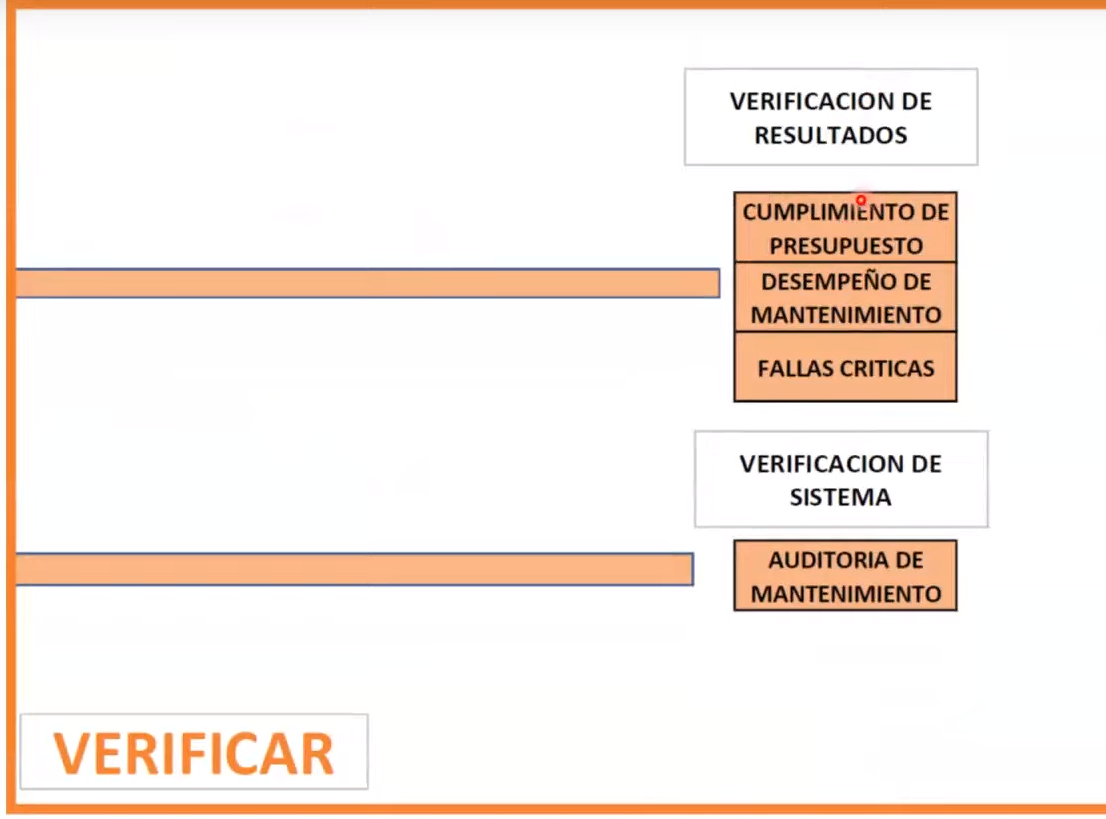 VERIFICACION DE
RESULTADOS
CUMPLIMIENTO DE
PRESUPUESTO
DESEMPEÑO DE
MANTENIMIENTO
FALLAS CRITICAS
VERIFICACION DE
SISTEMA
AUDITORIA DE
MANTENIMIENTO
VERIFICAR